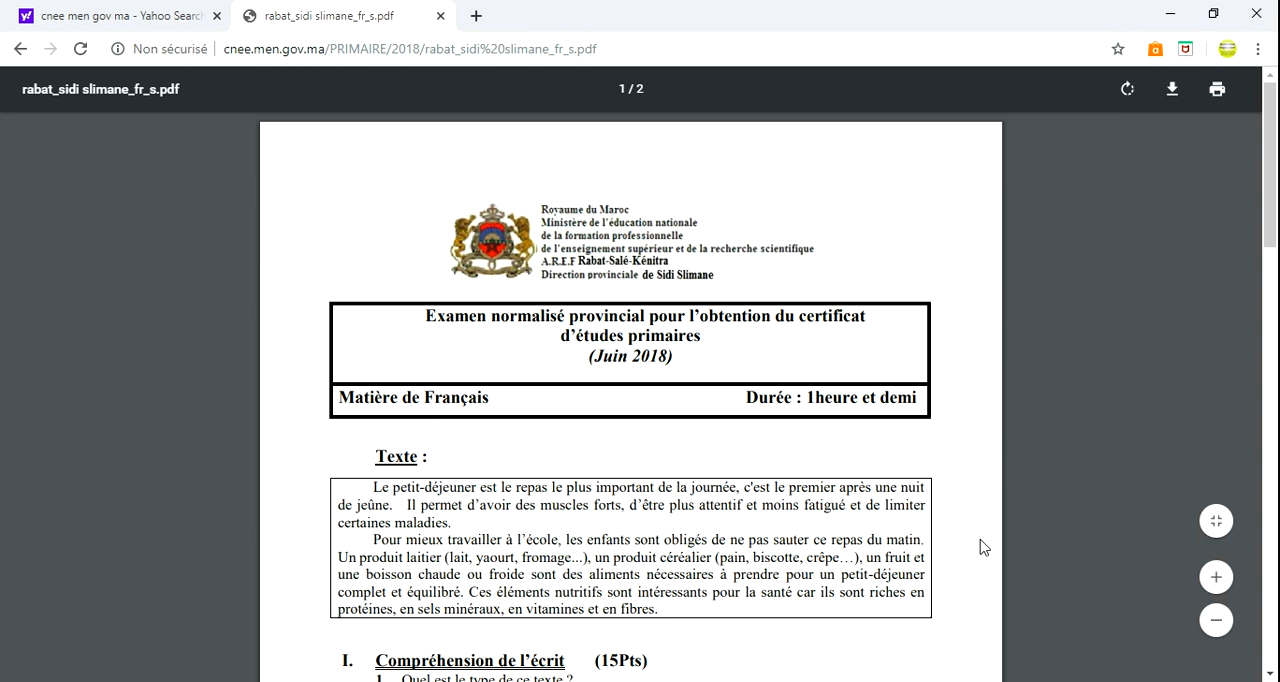 cnee men gov ma - Yahoo Search
rabat_sidi slimane_fr_s.pdf
Non sécurisé
cnee.men.gov.ma/PRIMAIRE/2018/rabat_sidi%20slimane_fr_s.pdf
rabat_sidi slimane_fr_s.pdf
1 / 2
Royaume du Maroc
Ministère de l'éducation nationale
de la formation professionnelle
de l'enseignement supérieur et de la recherche scientifique
A.R.E.F Rabat-Salé-Kénitra
Direction provinciale de Sidi Slimane
Examen normalisé provincial pour l'obtention du certificat
d'études primaires
(Juin 2018)
Matière de Français Durée : 1heure et demi
Texte :
Le petit-déjeuner est le repas le plus important de la journée, c'est le premier après une nuit
de jeûne. Il permet d'avoir des muscles forts, d'être plus attentif et moins fatigué et de limiter
certaines maladies.
Pour mieux travailler à l'école, les enfants sont obligés de ne pas sauter ce repas du matin.
Un produit laitier (lait, yaourt, fromage...), un produit céréalier (pain, biscotte, crêpe…), un fruit et
une boisson chaude ou froide sont des aliments nécessaires à prendre pour un petit-déjeuner
complet et équilibré. Ces éléments nutritifs sont intéressants pour la santé car ils sont riches en
protéines, en sels minéraux, en vitamines et en fibres.
I. Compréhension de l'écrit (15Pts)
1. Quel est le type de ce texte ?